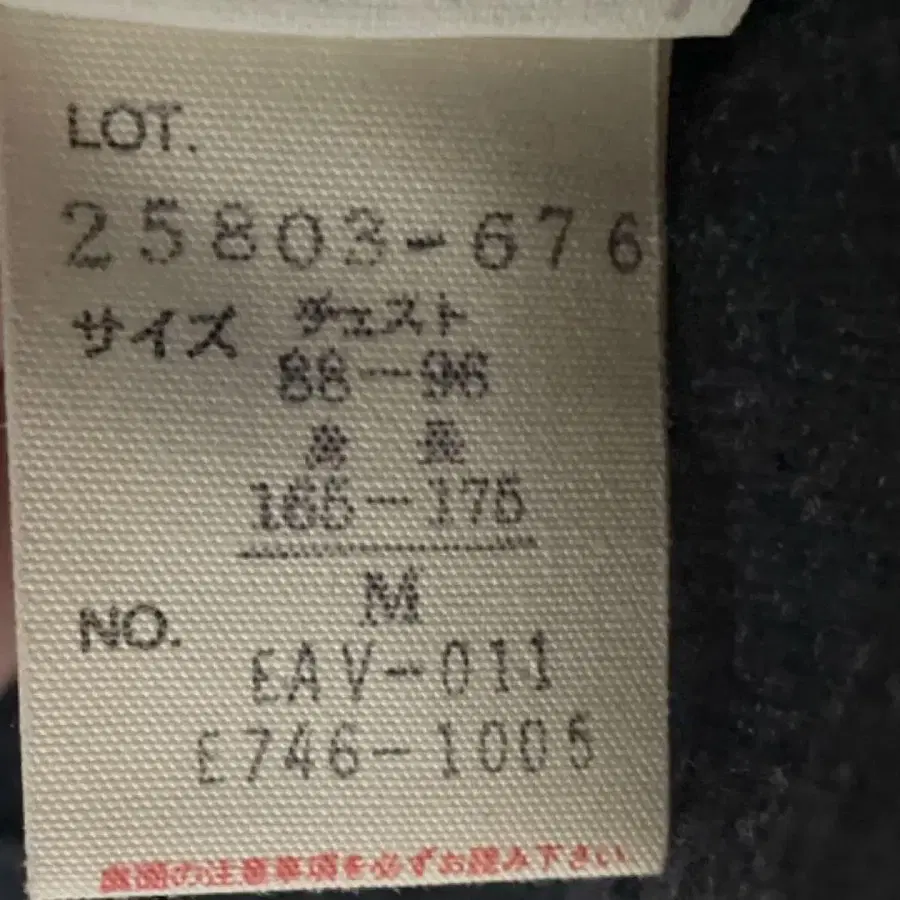 LOT.
25803-676
サイズ チェスト
88-96
身 長
165-175
M
NO.
EAV-011
E746-1005
裏面の注意事項を必ずお読み下さい